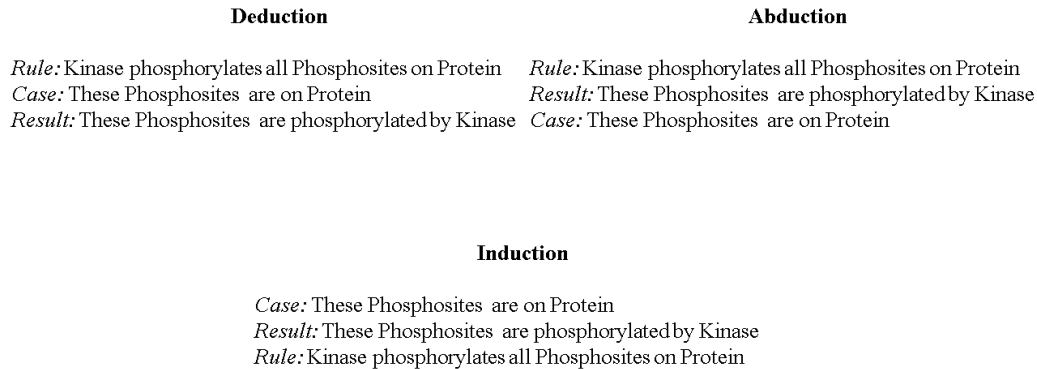 Deduction
Rule: Kinase phosphorylates all Phosphosites on Protein
Case: These Phosphosites are on Protein
Result: These Phosphosites are phosphorylated by Kinase
Abduction
Rule: Kinase phosphorylates all Phosphosites on Protein
Result: These Phosphosites are phosphorylated by Kinase
Case: These Phosphosites are on Protein
Induction
Case: These Phosphosites are on Protein
Result: These Phosphosites are phosphorylated by Kinase
Rule: Kinase phosphorylates all Phosphosites on Protein